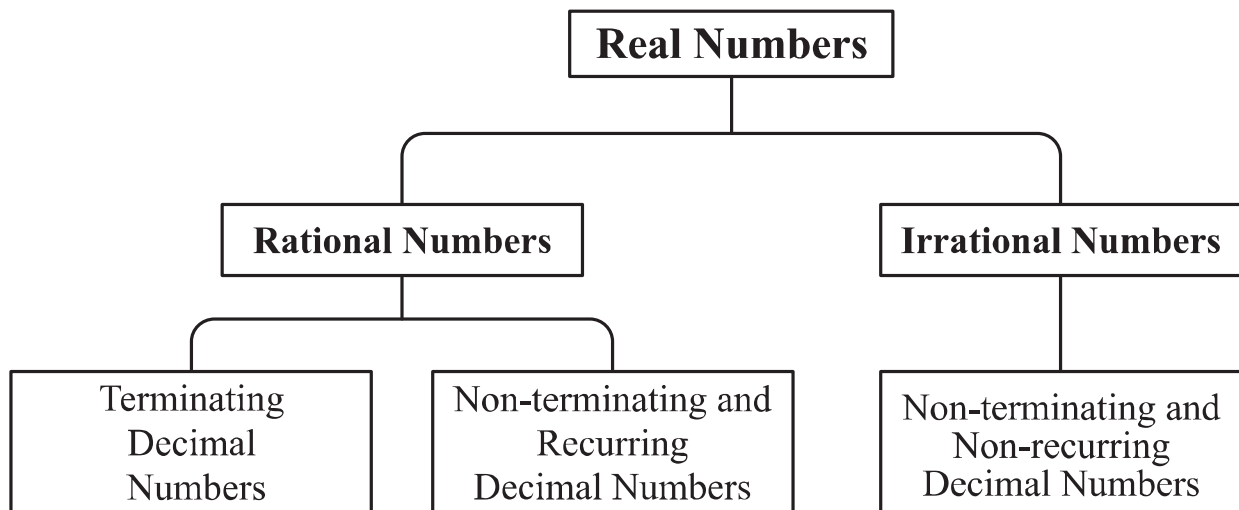 Real Numbers
Rational Numbers
Irrational Numbers
Terminating
Decimal
Numbers
Non-terminating and
Recurring
Decimal Numbers
Non-terminating and
Non-recurring
Decimal Numbers